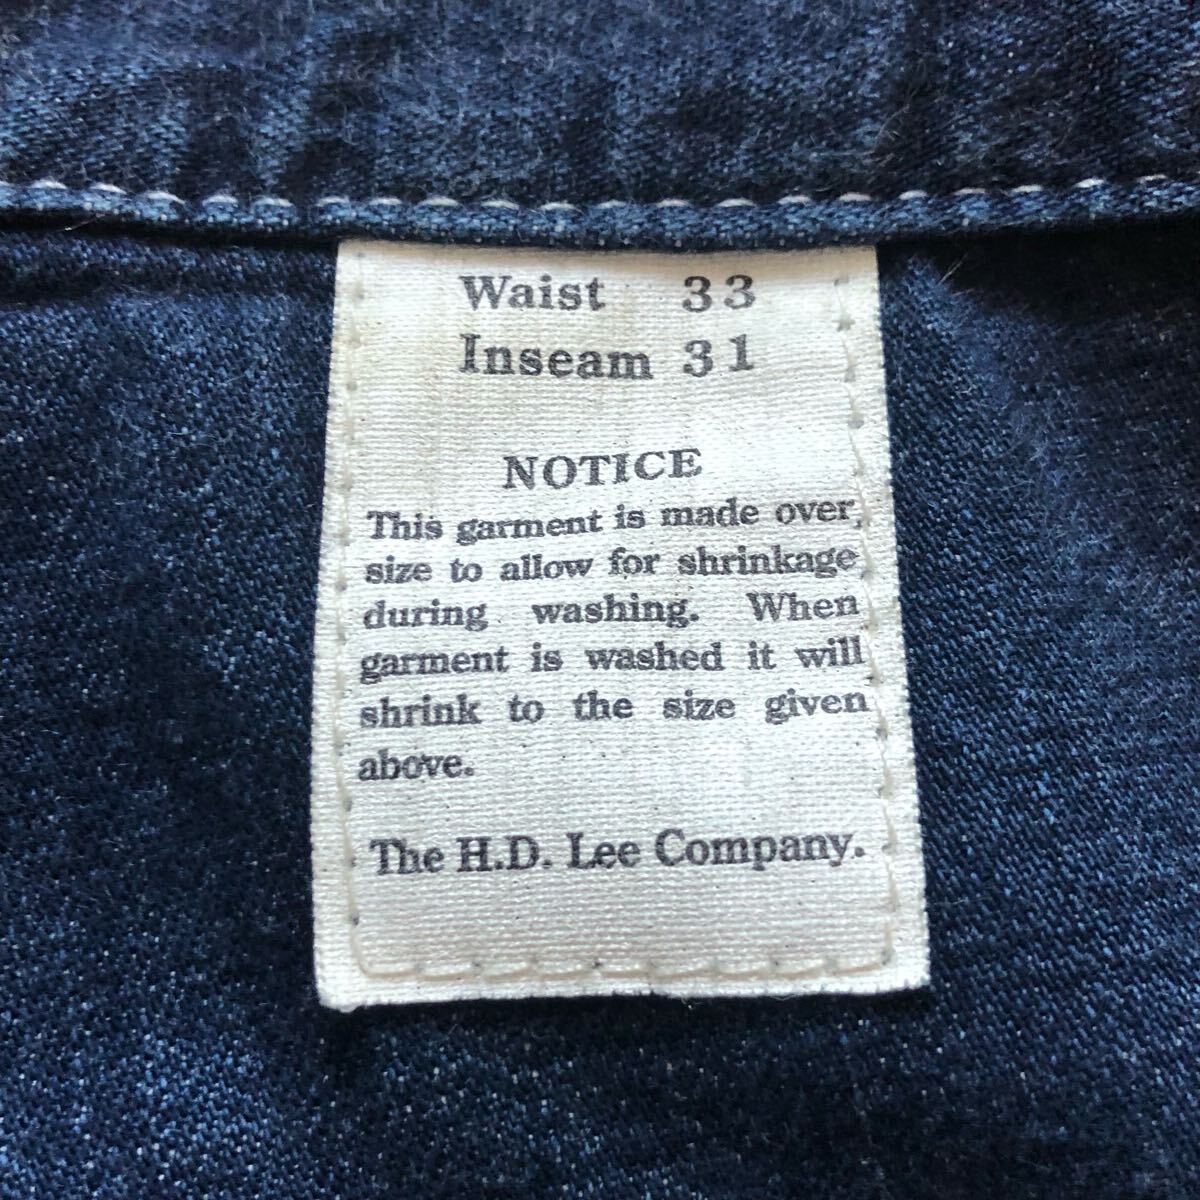 Waist 33
Inseam 31
NOTICE
This garment is made over,
size to allow for shrinkage
during washing. When
garment is washed it will
shrink to the size given
above.
The H.D. Lee Company.